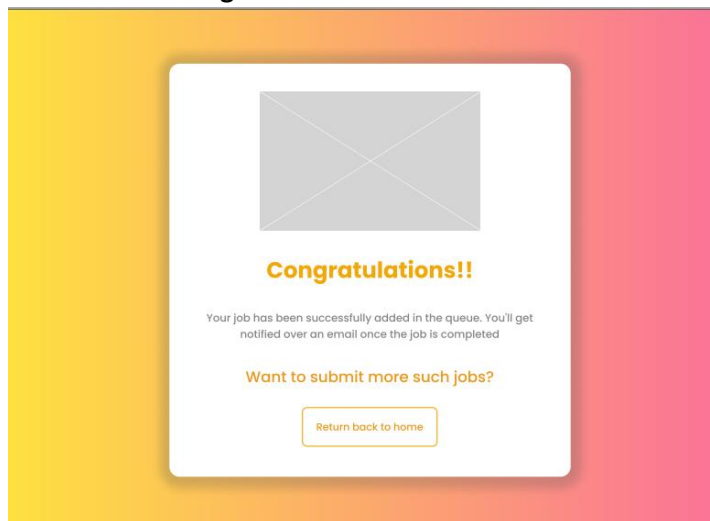 Congratulations!!
Your job has been successfully added in the queue. You'll get
notified over an email once the job is completed
Want to submit more such jobs?
Return back to home